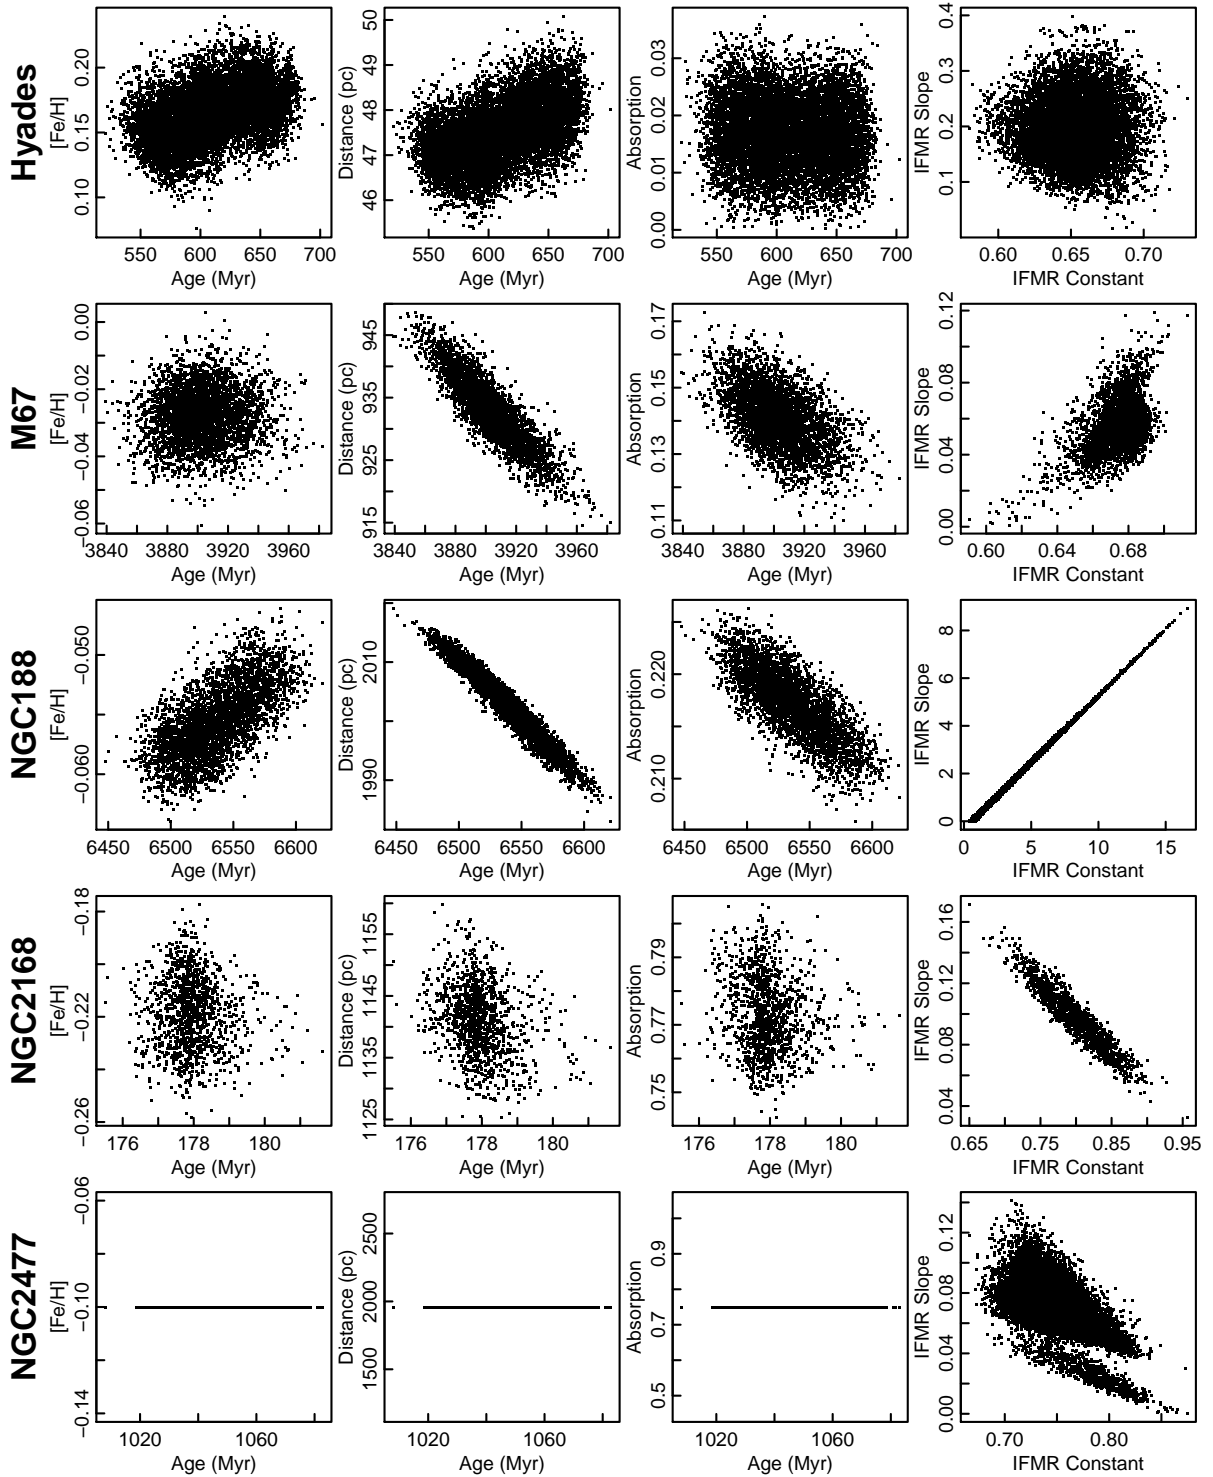 Hyades
[Fe/H]
0.10 0.15 0.20
550 600 650 700
Age (Myr)
Distance (pc)
46 47 48 49 50
550 600 650 700
Age (Myr)
Absorption
0.00 0.01 0.02 0.03
550 600 650 700
Age (Myr)
IFMR Slope
0.1 0.2 0.3 0.4
0.60 0.65 0.70
IFMR Constant
M67
[Fe/H]
−0.06 −0.04 −0.02 0.00
3840 3880 3920 3960
Age (Myr)
Distance (pc)
915 925 935 945
3840 3880 3920 3960
Age (Myr)
Absorption
0.11 0.13 0.15 0.17
3840 3880 3920 3960
Age (Myr)
IFMR Slope
0.00 0.04 0.08 0.12
0.60 0.64 0.68
IFMR Constant
NGC188
[Fe/H]
−0.060 −0.050
6450 6500 6550 6600
Age (Myr)
Distance (pc)
1990 2010
6450 6500 6550 6600
Age (Myr)
Absorption
0.210 0.220
6450 6500 6550 6600
Age (Myr)
IFMR Slope
0 2 4 6 8
0 5 10 15
IFMR Constant
NGC2168
[Fe/H]
−0.26 −0.22 −0.18
176 178 180
Age (Myr)
Distance (pc)
1125 1135 1145 1155
176 178 180
Age (Myr)
Absorption
0.75 0.77 0.79
176 178 180
Age (Myr)
IFMR Slope
0.04 0.08 0.12 0.16
0.65 0.75 0.85 0.95
IFMR Constant
NGC2477
[Fe/H]
−0.14 −0.10 −0.06
1020 1060
Age (Myr)
Distance (pc)
1500 2000 2500
1020 1060
Age (Myr)
Absorption
0.5 0.7 0.9
1020 1060
Age (Myr)
IFMR Slope
0.00 0.04 0.08 0.12
0.70 0.80
IFMR Constant